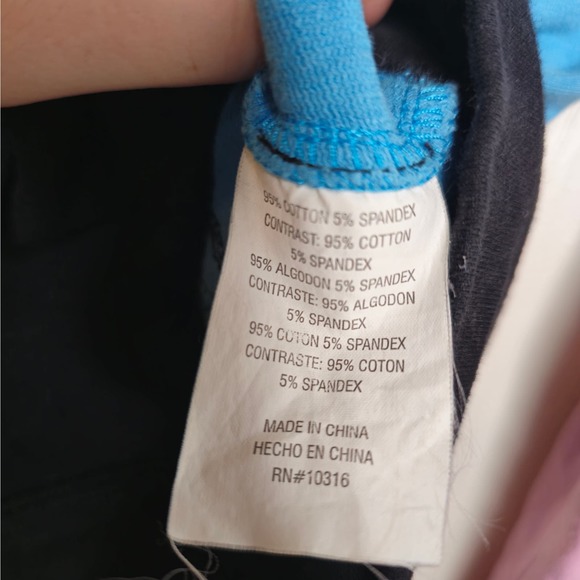 95% COTTON 5% SPANDEX
CONTRAST: 95% COTTON
5% SPANDEX
95% ALGODON 5% SPANDEX
CONTRASTE: 95% ALGODON
5% SPANDEX
95% COTON 5% SPANDEX
CONTRASTE: 95% COTON
5% SPANDEX
MADE IN CHINA
HECHO EN CHINA
RN#10316